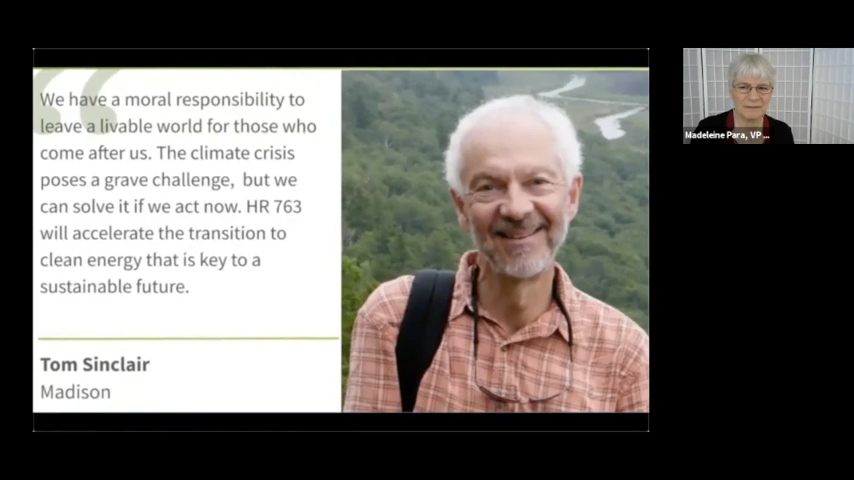 We have a moral responsibility to
leave a livable world for those who
come after us. The climate crisis
poses a grave challenge, but we
can solve it if we act now. HR 763
will accelerate the transition to
clean energy that is key to a
sustainable future.
Tom Sinclair
Madison
Madeleine Para, VP ...